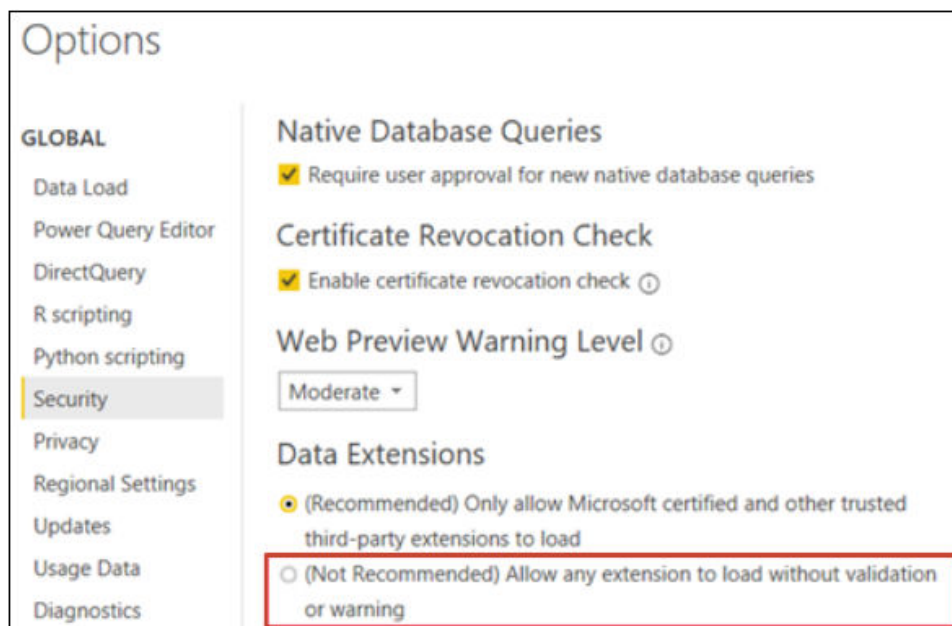 Options
GLOBAL
Data Load
Power Query Editor
DirectQuery
R scripting
Python scripting
Security
Privacy
Regional Settings
Updates
Usage Data
Diagnostics
Native Database Queries
Require user approval for new native database queries
Certificate Revocation Check
Enable certificate revocation check
Web Preview Warning Level
Moderate
Data Extensions
(Recommended) Only allow Microsoft certified and other trusted
third-party extensions to load
(Not Recommended) Allow any extension to load without validation
or warning